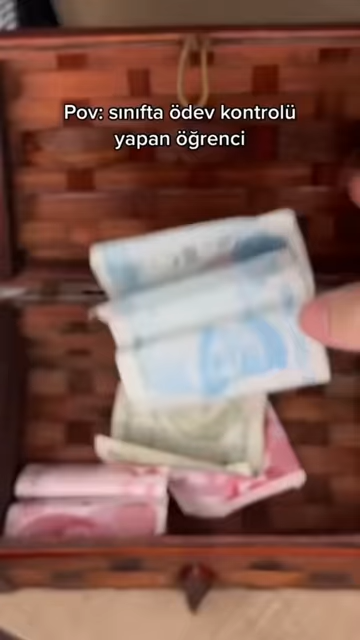 Pov: sınıfta ödev kontrolü
yapan öğrenci